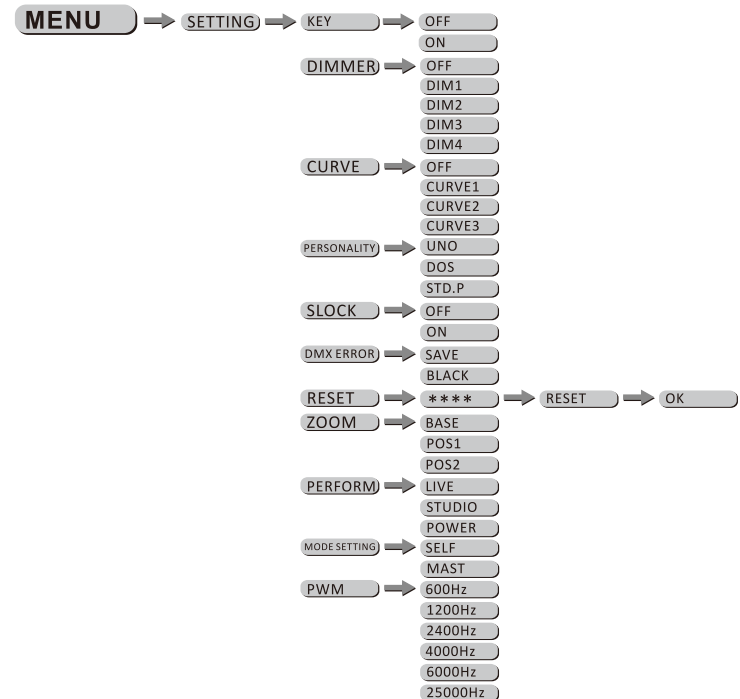 MENU SETTING KEY OFF
ON
DIMMER OFF
DIM1
DIM2
DIM3
DIM4
CURVE OFF
CURVE1
CURVE2
CURVE3
PERSONALITY UNO
DOS
STD.P
SLOCK OFF
ON
DMX ERROR SAVE
BLACK
RESET **** RESET OK
ZOOM BASE
POS1
POS2
PERFORM LIVE
STUDIO
POWER
MODE SETTING SELF
MAST
PWM 600Hz
1200Hz
2400Hz
4000Hz
6000Hz
25000Hz